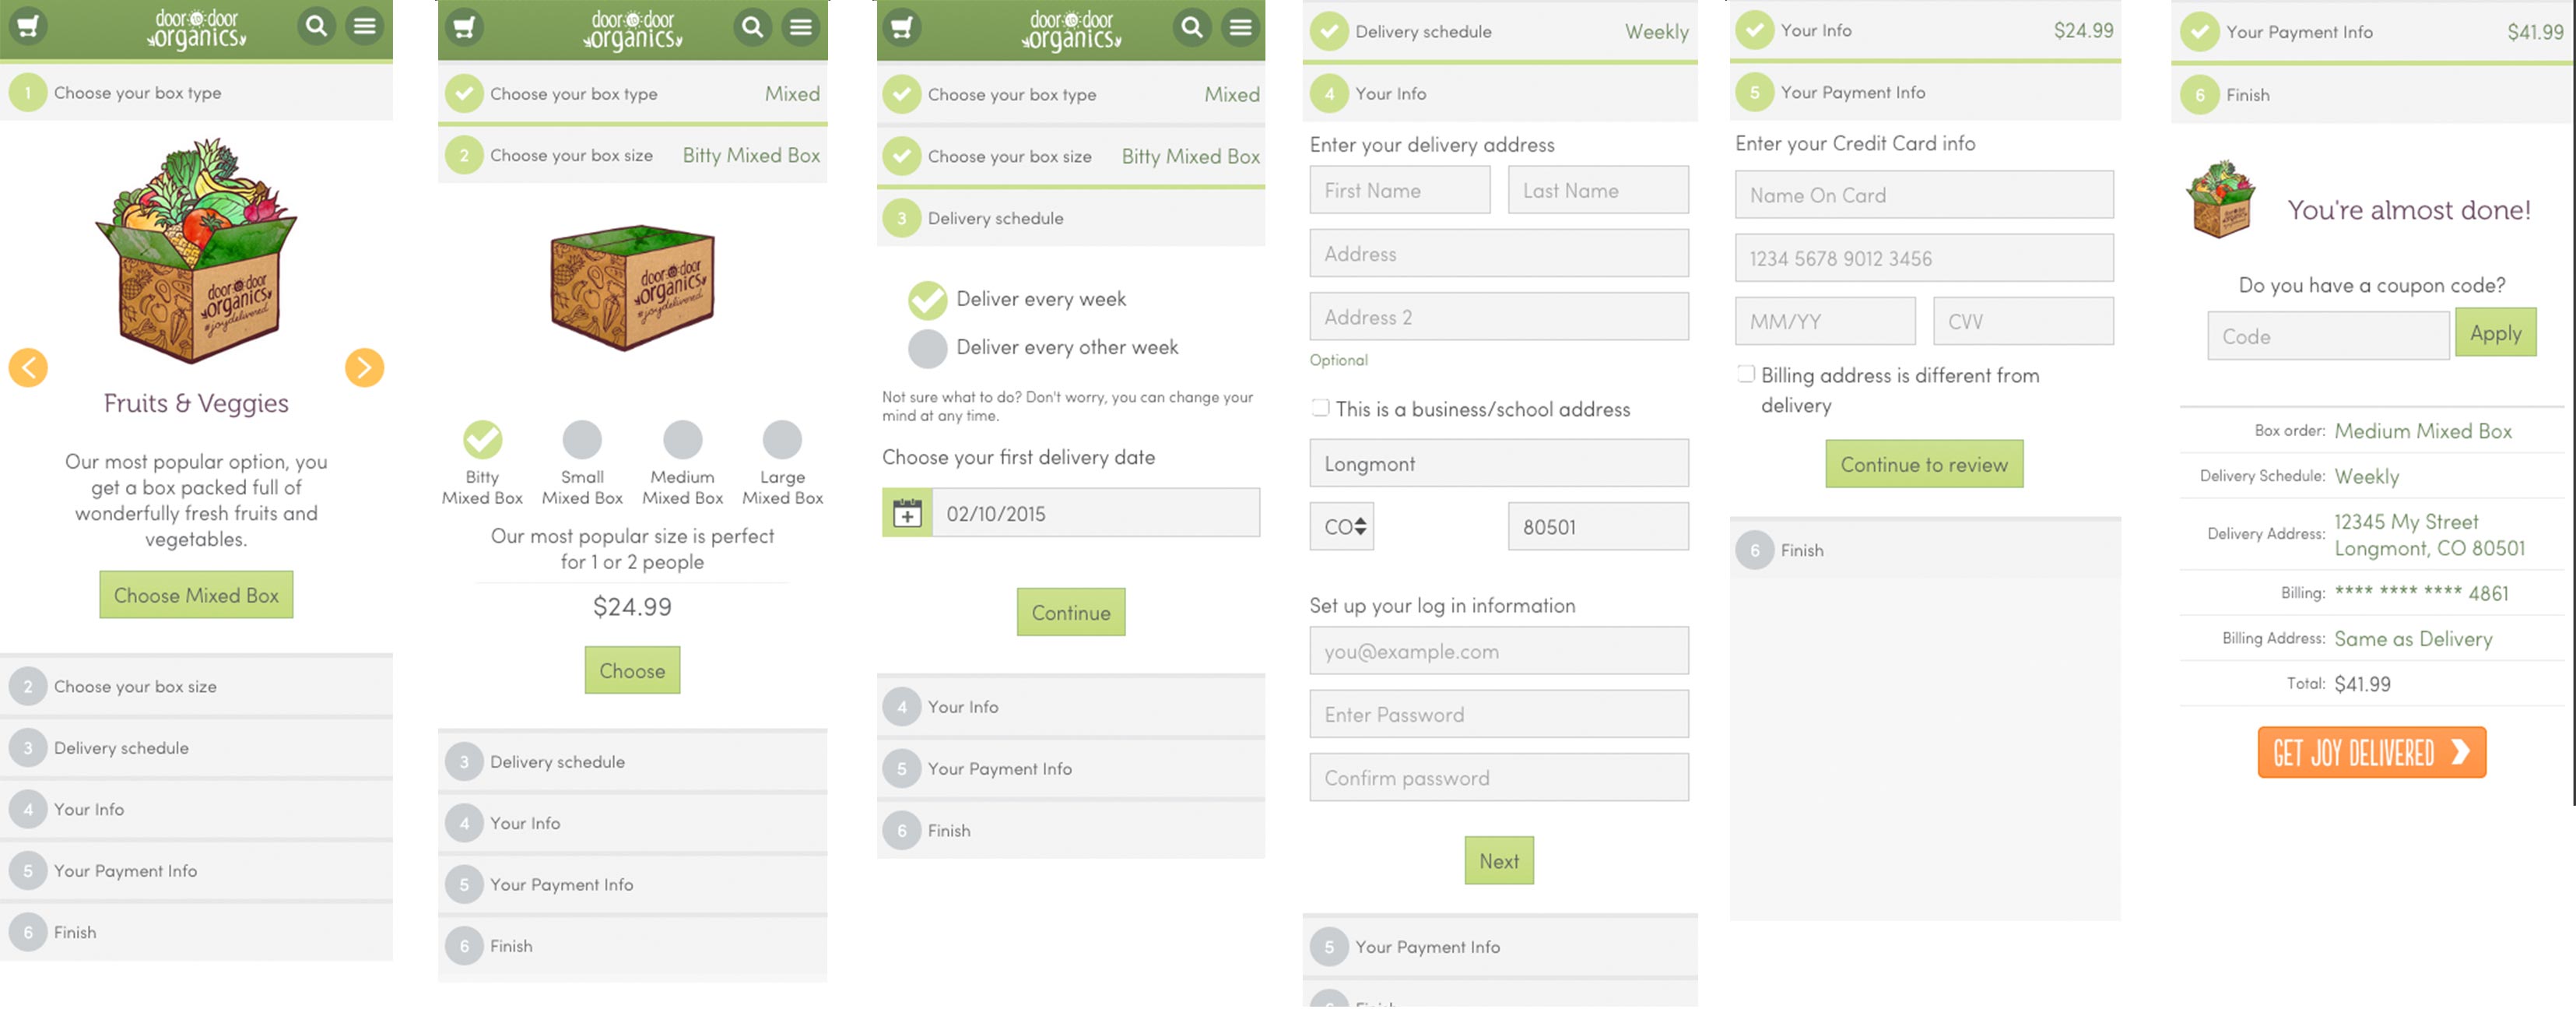 door to door
organics
1 Choose your box type
door to door
organics
#joydelivered
Fruits & Veggies
Our most popular option, you
get a box packed full of
wonderfully fresh fruits and
vegetables.
Choose Mixed Box
2 Choose your box size
3 Delivery schedule
4 Your Info
5 Your Payment Info
6 Finish
door to door
organics
Choose your box type Mixed
2 Choose your box size Bitty Mixed Box
door to door
organics
#joydelivered
Bitty Small Medium Large
Mixed Box Mixed Box Mixed Box Mixed Box
Our most popular size is perfect
for 1 or 2 people
$24.99
Choose
3 Delivery schedule
4 Your Info
5 Your Payment Info
6 Finish
door to door
organics
Choose your box type Mixed
Choose your box size Bitty Mixed Box
3 Delivery schedule
Deliver every week
Deliver every other week
Not sure what to do? Don't worry, you can change your
mind at any time.
Choose your first delivery date
02/10/2015
Continue
4 Your Info
5 Your Payment Info
6 Finish
Delivery schedule Weekly
4 Your Info
Enter your delivery address
First Name Last Name
Address
Address 2
Optional
This is a business/school address
Longmont
CO 80501
Set up your log in information
you@example.com
Enter Password
Confirm password
Next
5 Your Payment Info
Your Info $24.99
5 Your Payment Info
Enter your Credit Card info
Name On Card
1234 5678 9012 3456
MM/YY CVV
Billing address is different from
delivery
Continue to review
6 Finish
Your Payment Info $41.99
6 Finish
You're almost done!
Do you have a coupon code?
Code Apply
Box order: Medium Mixed Box
Delivery Schedule: Weekly
Delivery Address: 12345 My Street
Longmont, CO 80501
Billing: **** **** **** 4861
Billing Address: Same as Delivery
Total: $41.99
GET JOY DELIVERED